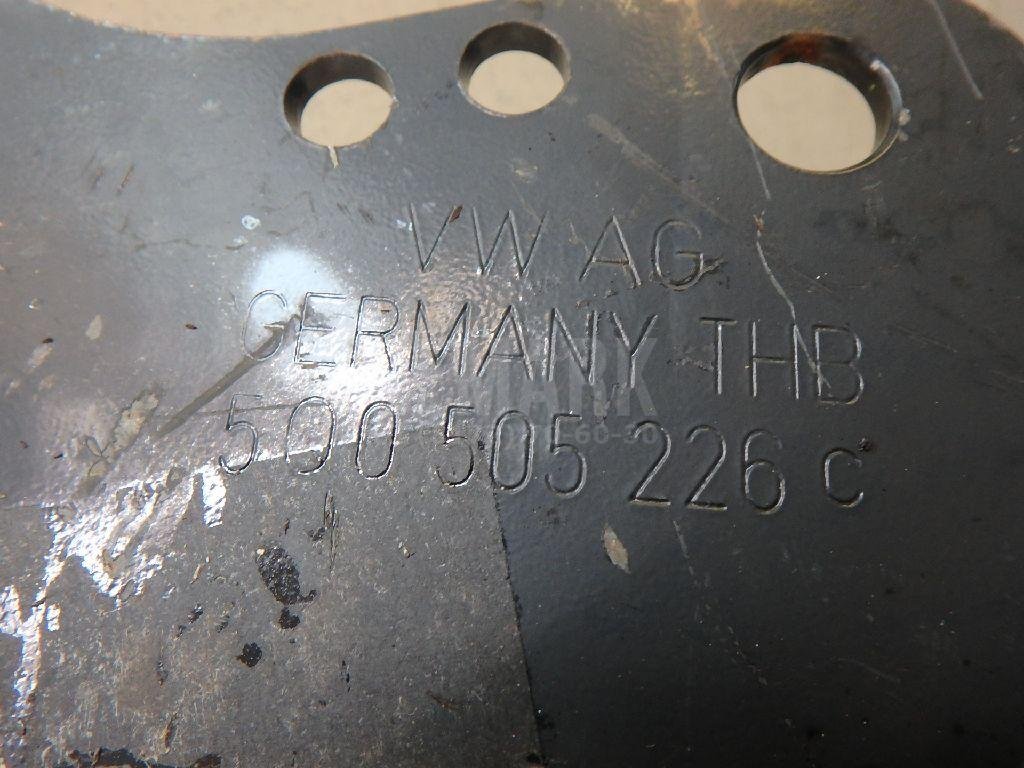 VW AG
GERMANY THB
5Q0 505 226 C